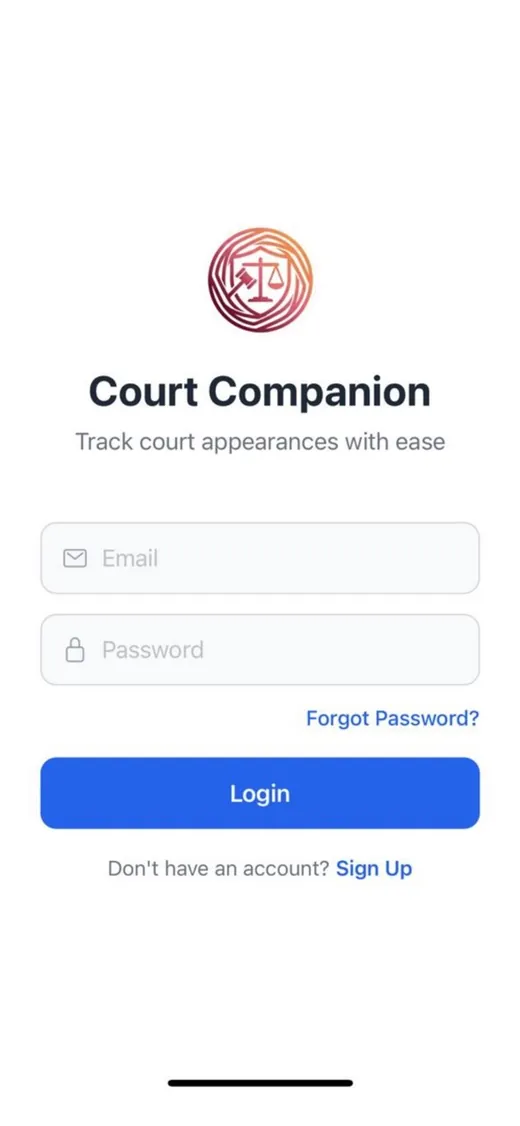 Court Companion
Track court appearances with ease
Email
Password
Forgot Password?
Login
Don't have an account? Sign Up